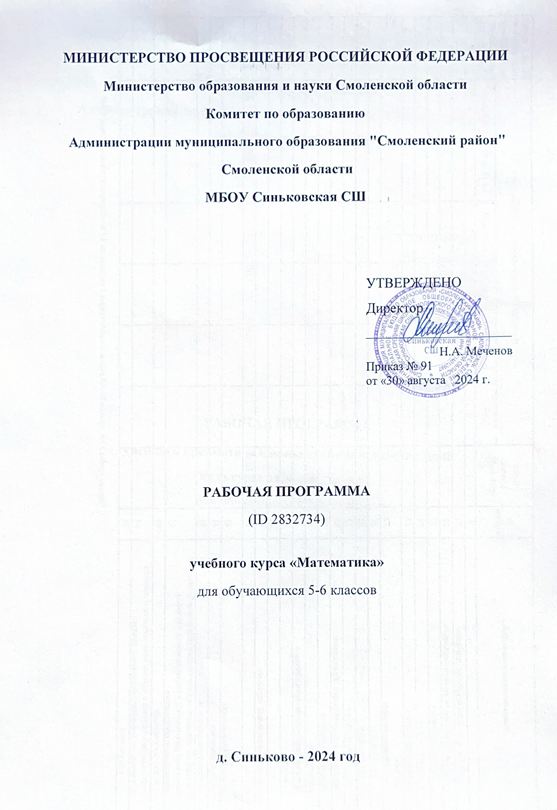 МИНИСТЕРСТВО ПРОСВЕЩЕНИЯ РОССИЙСКОЙ ФЕДЕРАЦИИ
Министерство образования и науки Смоленской области
Комитет по образованию
Администрации муниципального образования "Смоленский район"
Смоленской области
МБОУ Синьковская СШ
УТВЕРЖДЕНО
Директор
Синьковская
СШ
Н.А. Меченов
Приказ № 91
от «30» августа 2024 г.
РАБОЧАЯ ПРОГРАММА
(ID 2832734)
учебного курса «Математика»
для обучающихся 5-6 классов
д. Синьково - 2024 год